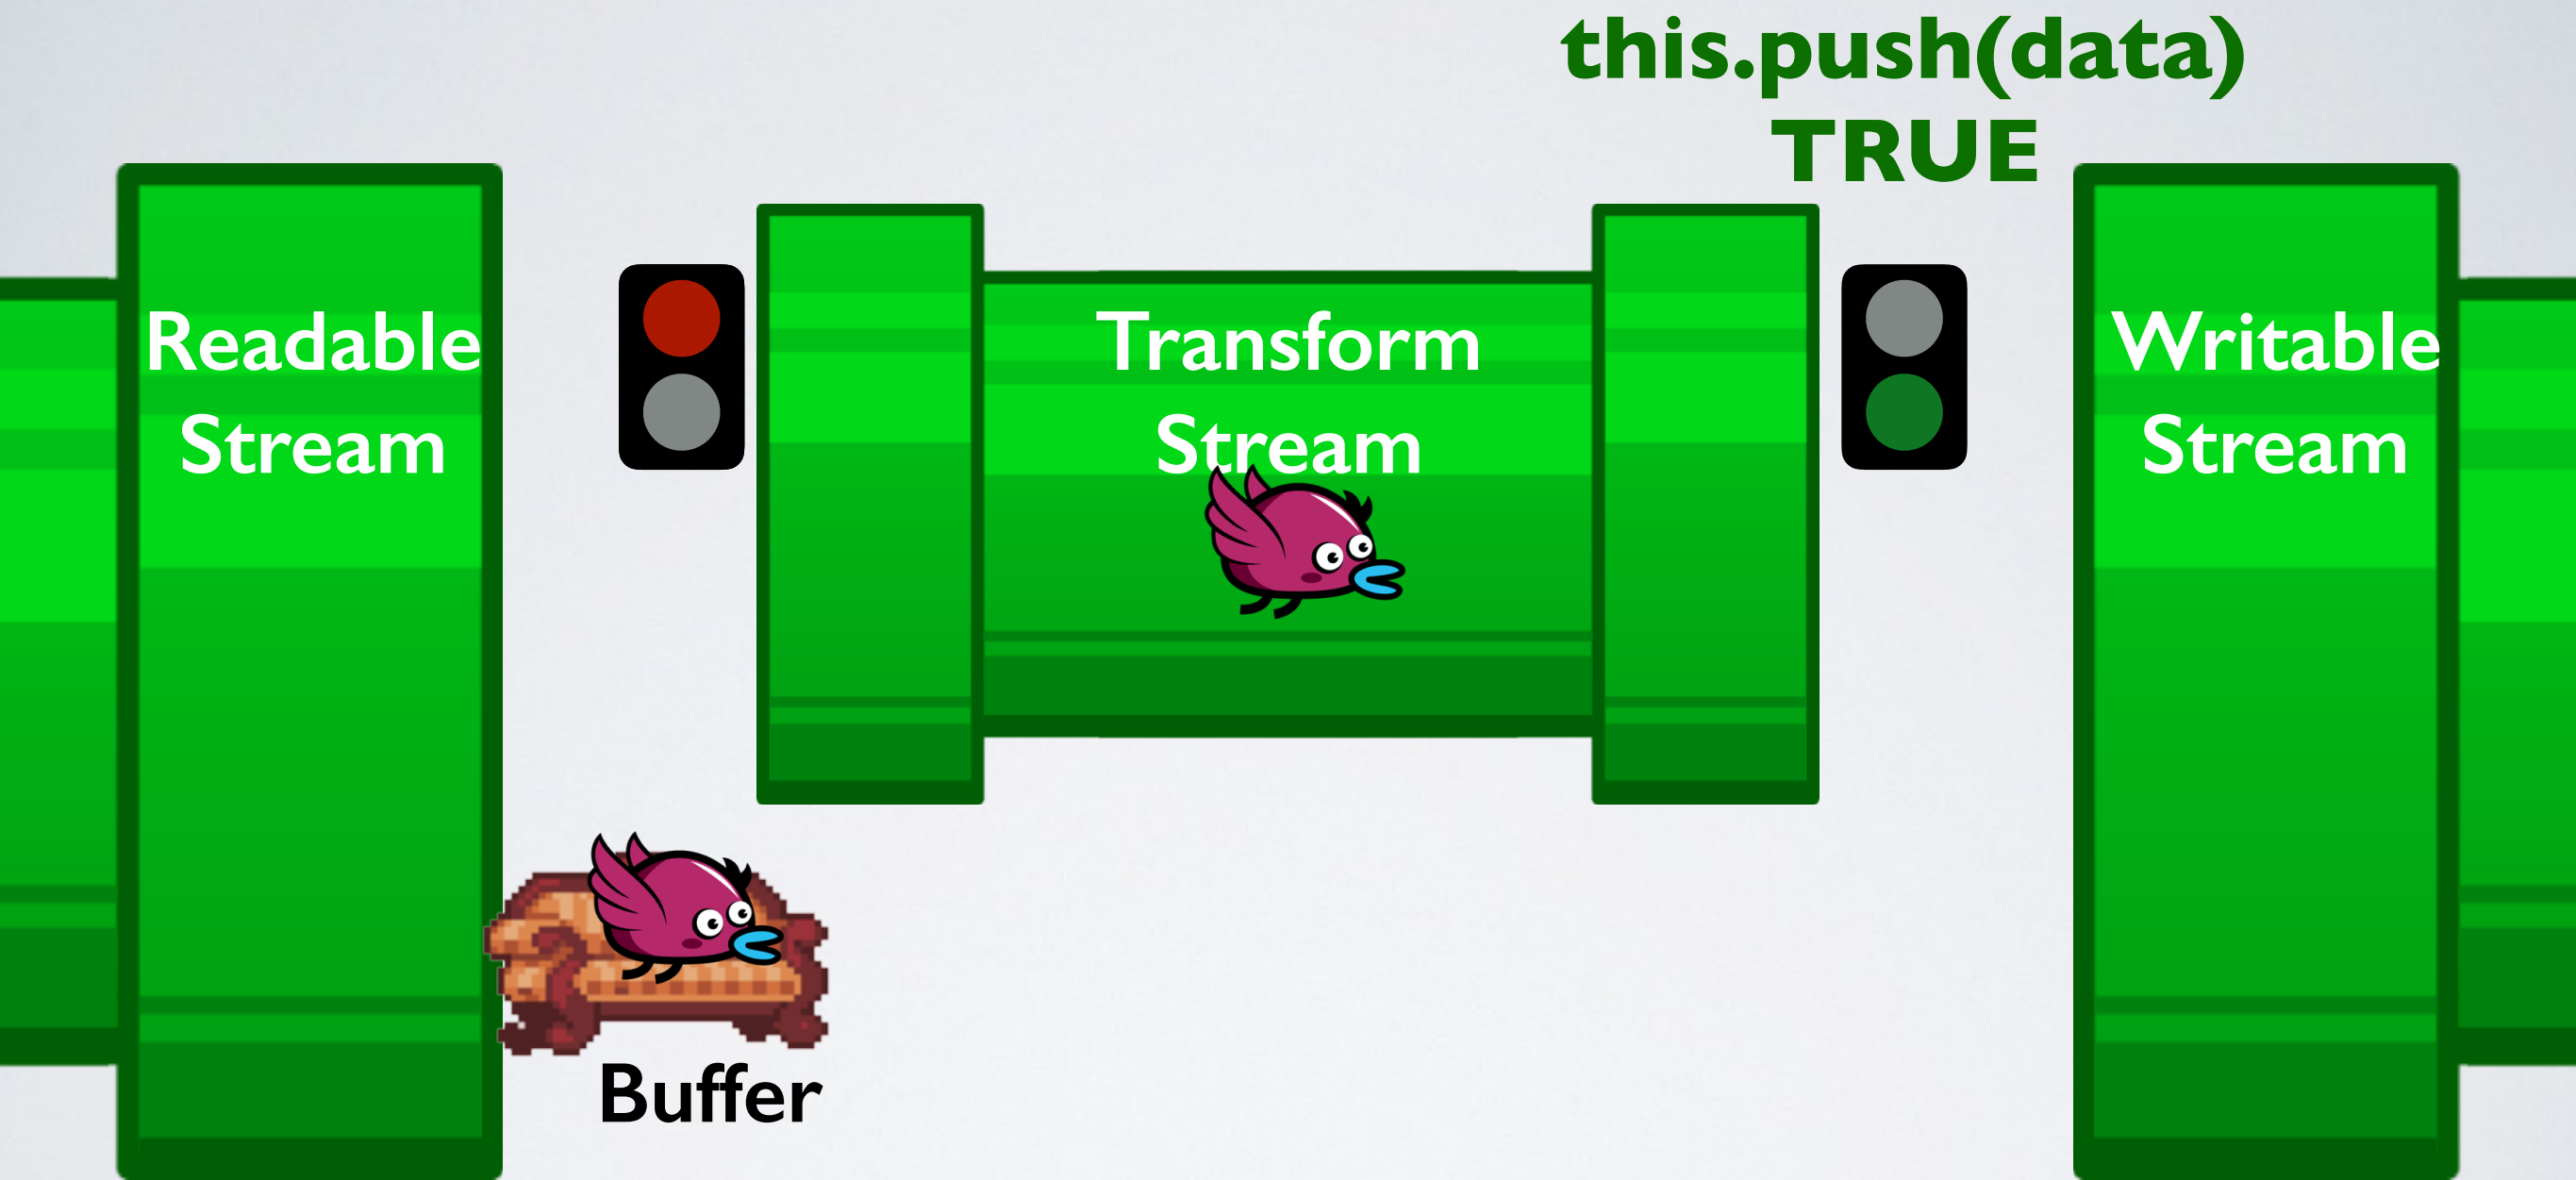 this.push(data)
TRUE
Readable
Stream
Transform
Stream
Writable
Stream
Buffer